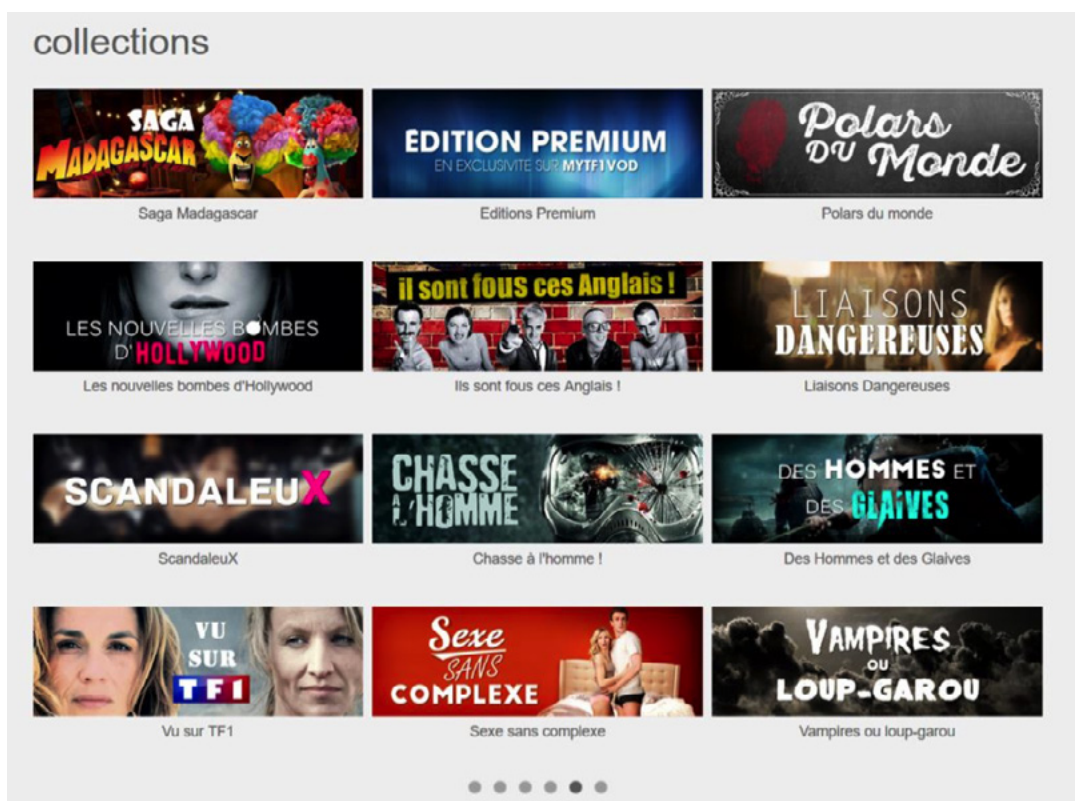 collections
SAGA
MADAGASCAR
ÉDITION PREMIUM
EN EXCLUSIVITÉ SUR MYTF1VOD
Polars
DU Monde
Saga Madagascar
Editions Premium
Polars du monde
LES NOUVELLES BOMBES
D'HOLLYWOOD
il sont fous ces Anglais !
LIAISONS
DANGEREUSES
Les nouvelles bombes d'Hollywood
Ils sont fous ces Anglais !
Liaisons Dangereuses
SCANDALEUX
CHASSE
À L'HOMME
DES HOMMES ET
DES GLAIVES
ScandaleuX
Chasse à l'homme !
Des Hommes et des Glaives
VU
SUR
TF1
Sexe
SANS
COMPLEXE
VAMPIRES
OU
LOUP-GAROU
Vu sur TF1
Sexe sans complexe
Vampires ou loup-garou